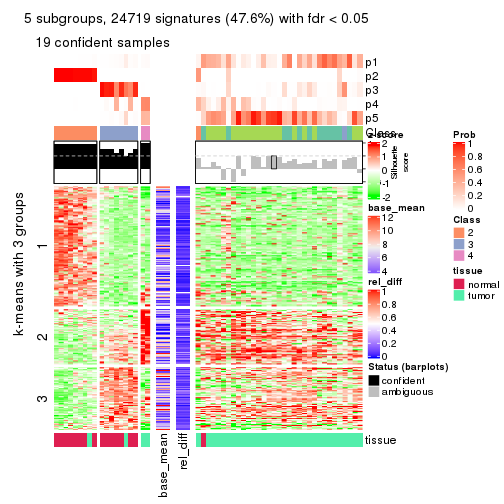 5 subgroups, 24719 signatures (47.6%) with fdr < 0.05
19 confident samples
p1
p2
p3
p4
p5
Class
z-score
2
1
0
-1
-2
Silhouette
score
Prob
1
0.8
0.6
0.4
0.2
0
base_mean
12
10
8
6
4
Class
2
3
4
rel_diff
1
0.8
0.6
0.4
0.2
0
tissue
normal
tumor
Status (barplots)
confident
ambiguous
k-means with 3 groups
1
2
3
tissue
base_mean
rel_diff